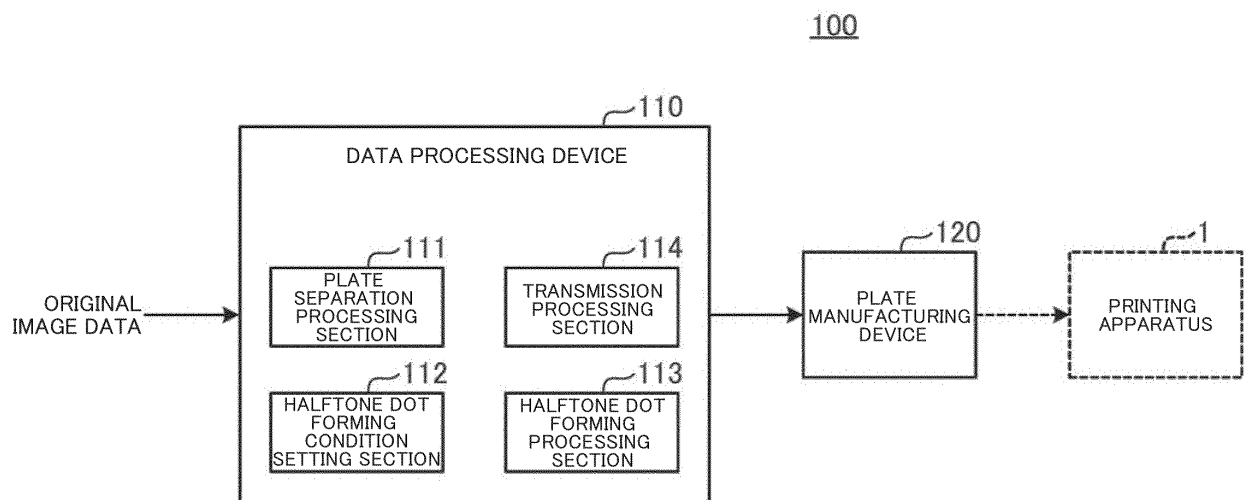 100
110
DATA PROCESSING DEVICE
111
PLATE
SEPARATION
PROCESSING
SECTION
114
TRANSMISSION
PROCESSING
SECTION
112
HALFTONE DOT
FORMING
CONDITION
SETTING SECTION
113
HALFTONE DOT
FORMING
PROCESSING
SECTION
ORIGINAL
IMAGE DATA
120
PLATE
MANUFACTURING
DEVICE
1
PRINTING
APPARATUS